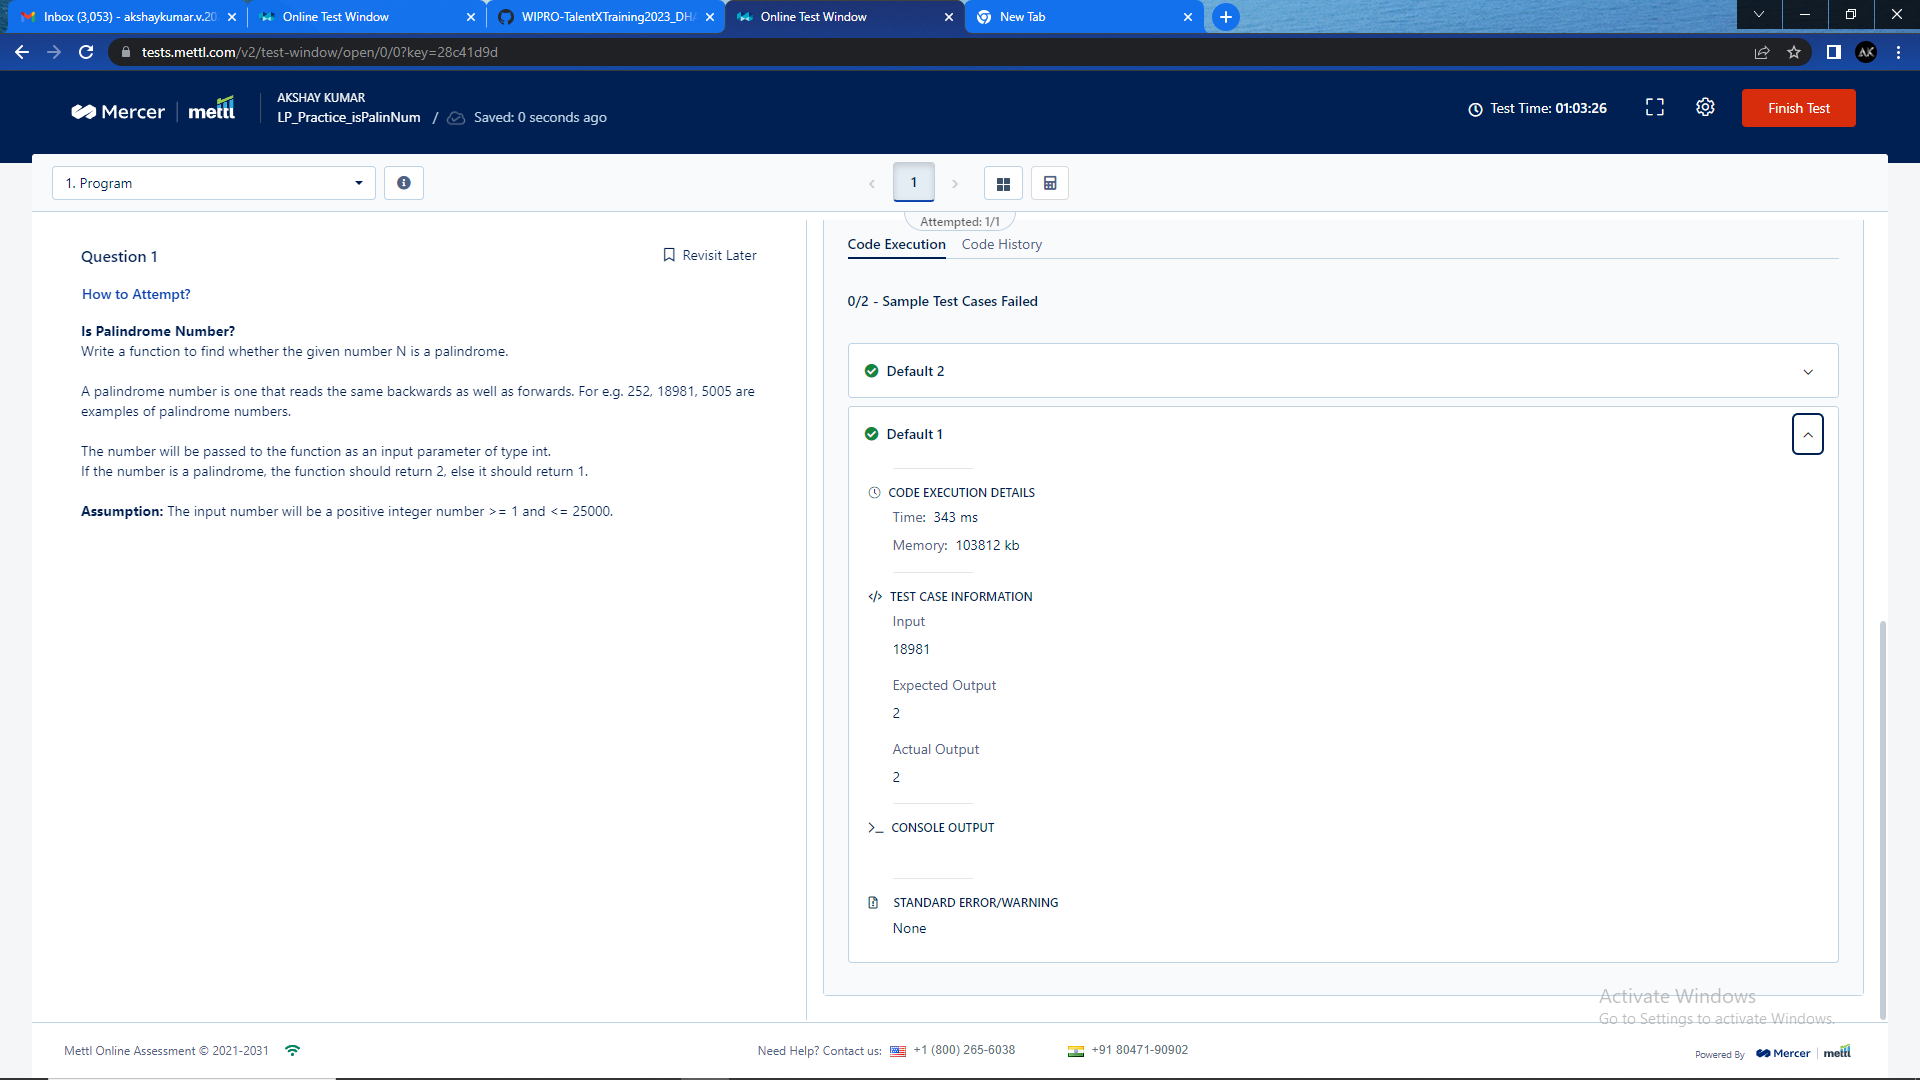 Inbox (3,053) - akshaykumar.v.20
Online Test Window
WIPRO-TalentXTraining2023_DHA
Online Test Window
New Tab
tests.mettl.com/v2/test-window/open/0/0?key=28c41d9d
AK
Mercer | mettl
AKSHAY KUMAR
LP_Practice_isPalinNum / Saved: 0 seconds ago
Test Time: 01:03:26
Finish Test
1. Program
1
Attempted: 1/1
Question 1
Revisit Later
How to Attempt?
Is Palindrome Number?
Write a function to find whether the given number N is a palindrome.
A palindrome number is one that reads the same backwards as well as forwards. For e.g. 252, 18981, 5005 are
examples of palindrome numbers.
The number will be passed to the function as an input parameter of type int.
If the number is a palindrome, the function should return 2, else it should return 1.
Assumption: The input number will be a positive integer number >= 1 and <= 25000.
Code Execution
Code History
0/2 - Sample Test Cases Failed
Default 2
Default 1
CODE EXECUTION DETAILS
Time: 343 ms
Memory: 103812 kb
</> TEST CASE INFORMATION
Input
18981
Expected Output
2
Actual Output
2
>_ CONSOLE OUTPUT
STANDARD ERROR/WARNING
None
Activate Windows
Go to Settings to activate Windows.
Mettl Online Assessment © 2021-2031
Need Help? Contact us: +1 (800) 265-6038
+91 80471-90902
Powered By Mercer | mettl